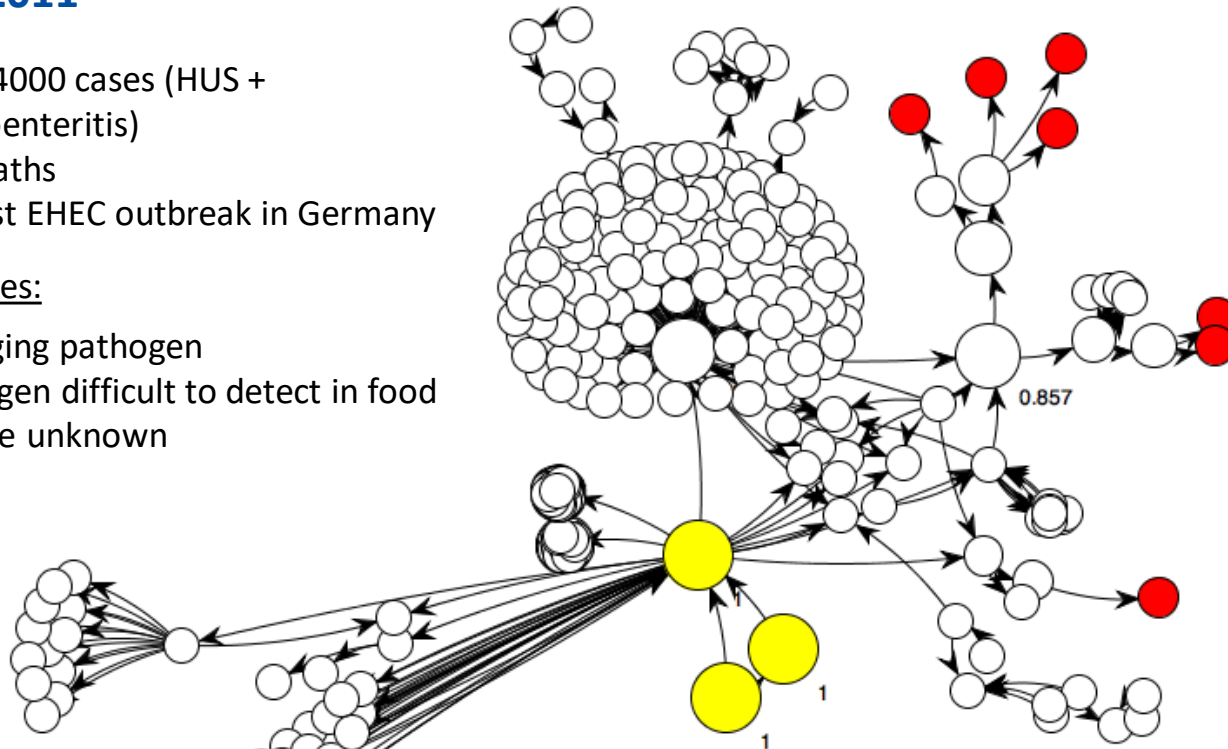 2011
4000 cases (HUS +
enteritis)
aths
st EHEC outbreak in Germany
es:
ging pathogen
gen difficult to detect in food
e unknown
0.857
1
1
1